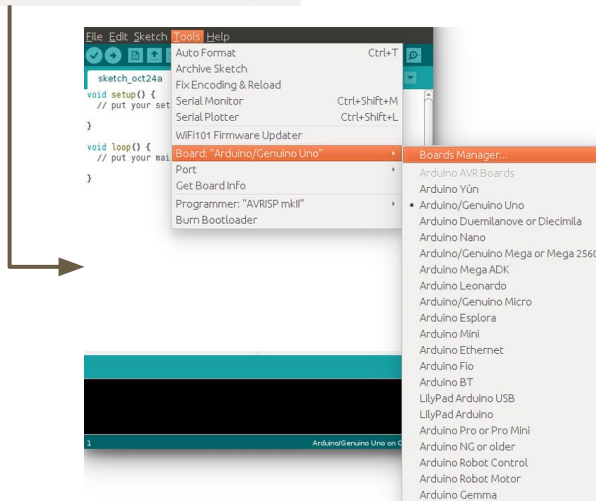 File Edit Sketch Tools Help
Auto Format Ctrl+T
Archive Sketch
Fix Encoding & Reload
Serial Monitor Ctrl+Shift+M
Serial Plotter Ctrl+Shift+L
WiFi101 Firmware Updater
Board: "Arduino/Genuino Uno"
Port
Get Board Info
Programmer: "AVRISP mkII"
Burn Bootloader
sketch_oct24a
void setup() {
// put your set
}
void loop() {
// put your mai
}
Boards Manager...
Arduino AVR Boards
Arduino Yún
Arduino/Genuino Uno
Arduino Duemilanove or Diecimila
Arduino Nano
Arduino/Genuino Mega or Mega 2560
Arduino Mega ADK
Arduino Leonardo
Arduino/Genuino Micro
Arduino Esplora
Arduino Mini
Arduino Ethernet
Arduino Fio
Arduino BT
LilyPad Arduino USB
LilyPad Arduino
Arduino Pro or Pro Mini
Arduino NG or older
Arduino Robot Control
Arduino Robot Motor
Arduino Gemma
1 Arduino/Genuino Uno on